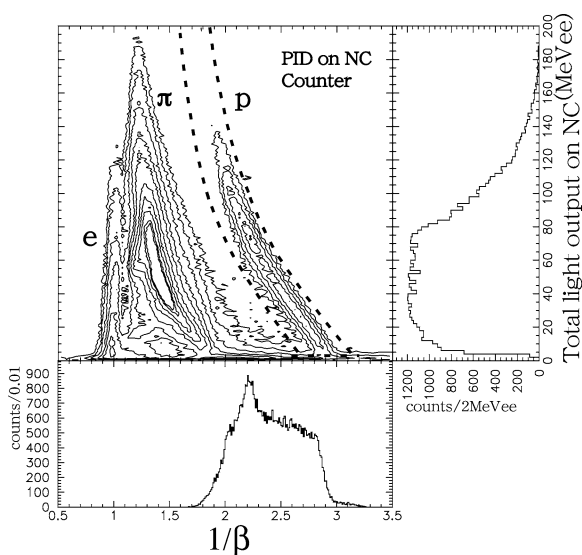 PID on NC
Counter
π
p
e
200
180
160
140
120
100
80
60
40
20
0
Total light output on NC(MeVee)
1200
1000
800
600
400
200
0
counts/2MeVee
900
800
700
600
500
400
300
200
100
0
counts/0.01
0.5 1 1.5 2 2.5 3 3.5
1/β